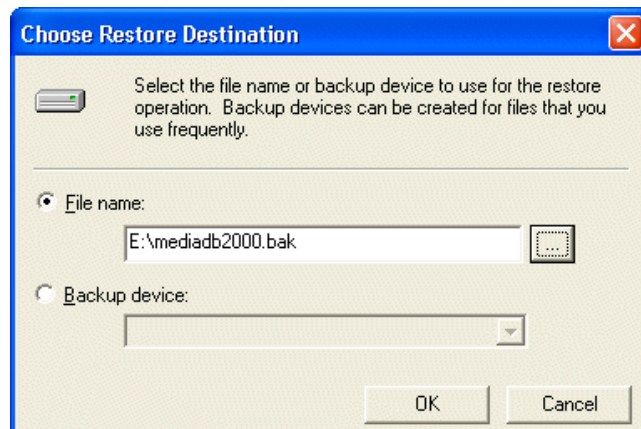 Choose Restore Destination
Select the file name or backup device to use for the restore
operation. Backup devices can be created for files that you
use frequently.
File name:
E:\mediadb2000.bak
...
Backup device:
OK
Cancel